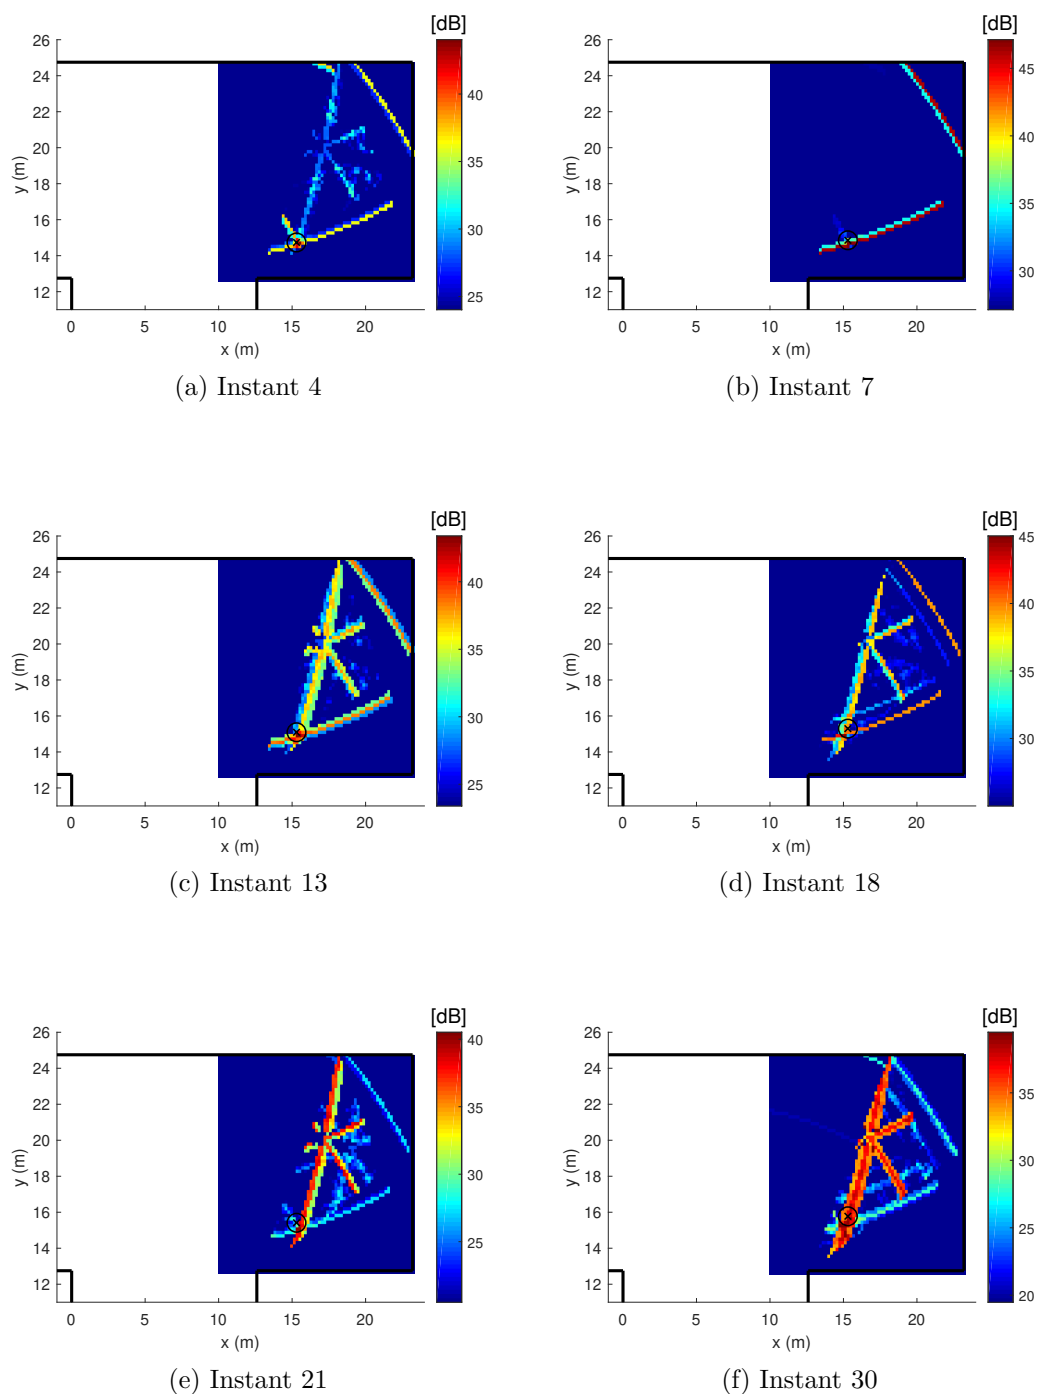 [dB] [dB]
26 26
24 24
22 40 22 45
20 20
y (m) 18 35 y (m) 18 40
16 16 35
14 30 14
12 25 12 30
0 5 10 15 20 0 5 10 15 20
x (m) x (m)
(a) Instant 4 (b) Instant 7
[dB] [dB]
26 26 45
24 24
22 40 22
20 20 40
y (m) 18 35 y (m) 18
16 16 35
14 30 14
12 25 12 30
0 5 10 15 20 0 5 10 15 20
x (m) x (m)
(c) Instant 13 (d) Instant 18
[dB] [dB]
26 40 26
24 24
22 35 22 35
20 20
y (m) 18 30 y (m) 18 30
16 16
14 25 14 25
12 12 20
0 5 10 15 20 0 5 10 15 20
x (m) x (m)
(e) Instant 21 (f) Instant 30